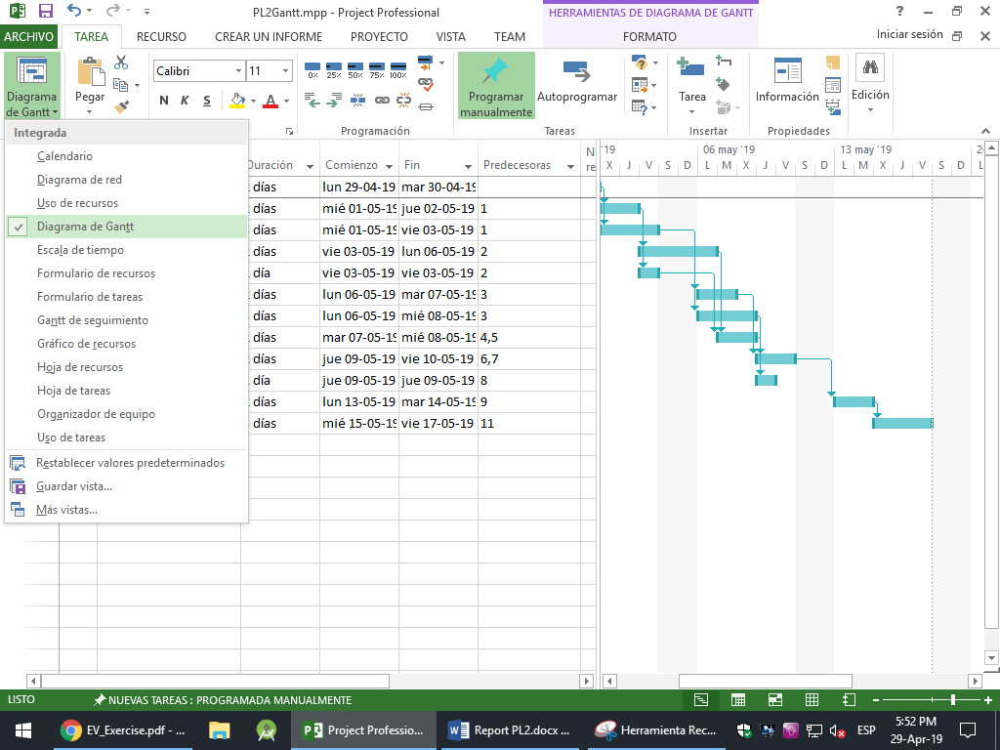 PL2Gantt.mpp - Project Professional
HERRAMIENTAS DE DIAGRAMA DE GANTT
ARCHIVO TAREA RECURSO CREAR UN INFORME PROYECTO VISTA TEAM FORMATO Iniciar sesión
Diagrama de Gantt
Pegar
Calibri 11
N K S A
0% 25% 50% 75% 100%
Programar manualmente
Autoprogramar
Tarea
Información
Edición
Programación Tareas Insertar Propiedades
Integrada
Calendario
Diagrama de red
Uso de recursos
Diagrama de Gantt
Escala de tiempo
Formulario de recursos
Formulario de tareas
Gantt de seguimiento
Gráfico de recursos
Hoja de recursos
Hoja de tareas
Organizador de equipo
Uso de tareas
Restablecer valores predeterminados
Guardar vista...
Más vistas...
Duración Comienzo Fin Predecesoras N
re
días lun 29-04-19 mar 30-04-19
días mié 01-05-19 jue 02-05-19 1
días mié 01-05-19 vie 03-05-19 1
días vie 03-05-19 lun 06-05-19 2
día vie 03-05-19 vie 03-05-19 2
días lun 06-05-19 mar 07-05-19 3
días lun 06-05-19 mié 08-05-19 3
días mar 07-05-19 mié 08-05-19 4,5
días jue 09-05-19 vie 10-05-19 6,7
día jue 09-05-19 jue 09-05-19 8
días lun 13-05-19 mar 14-05-19 9
días mié 15-05-19 vie 17-05-19 11
'19 06 may '19 13 may '19 20
X J V S D L M X J V S D L M X J V S D L
LISTO NUEVAS TAREAS : PROGRAMADA MANUALMENTE
EV_Exercise.pdf - ...
Project Professio...
Report PL2.docx ...
Herramienta Rec...
ESP
5:52 PM
29-Apr-19